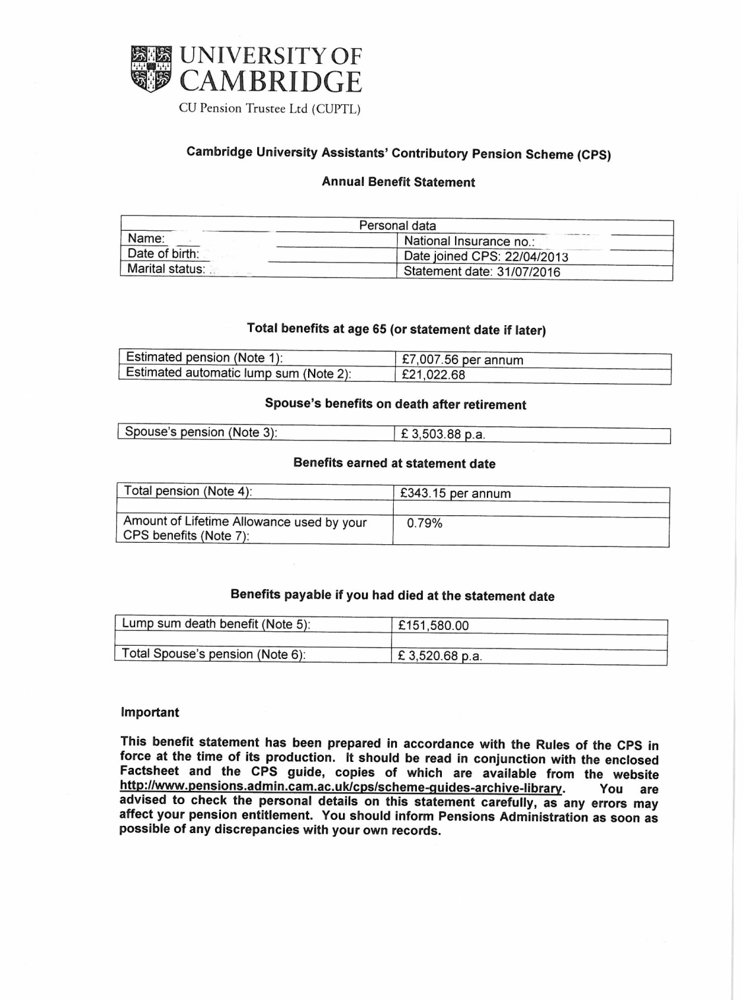 UNIVERSITY OF
CAMBRIDGE
CU Pension Trustee Ltd (CUPTL)
Cambridge University Assistants' Contributory Pension Scheme (CPS)
Annual Benefit Statement
Personal data
Name: National Insurance no.:
Date of birth: Date joined CPS: 22/04/2013
Marital status: Statement date: 31/07/2016
Total benefits at age 65 (or statement date if later)
Estimated pension (Note 1): £7,007.56 per annum
Estimated automatic lump sum (Note 2): £21,022.68
Spouse's benefits on death after retirement
Spouse's pension (Note 3): £ 3,503.88 p.a.
Benefits earned at statement date
Total pension (Note 4): £343.15 per annum
Amount of Lifetime Allowance used by your 0.79%
CPS benefits (Note 7):
Benefits payable if you had died at the statement date
Lump sum death benefit (Note 5): £151,580.00
Total Spouse's pension (Note 6): £ 3,520.68 p.a.
Important
This benefit statement has been prepared in accordance with the Rules of the CPS in
force at the time of its production. It should be read in conjunction with the enclosed
Factsheet and the CPS guide, copies of which are available from the website
http://www.pensions.admin.cam.ac.uk/cps/scheme-guides-archive-library. You are
advised to check the personal details on this statement carefully, as any errors may
affect your pension entitlement. You should inform Pensions Administration as soon as
possible of any discrepancies with your own records.